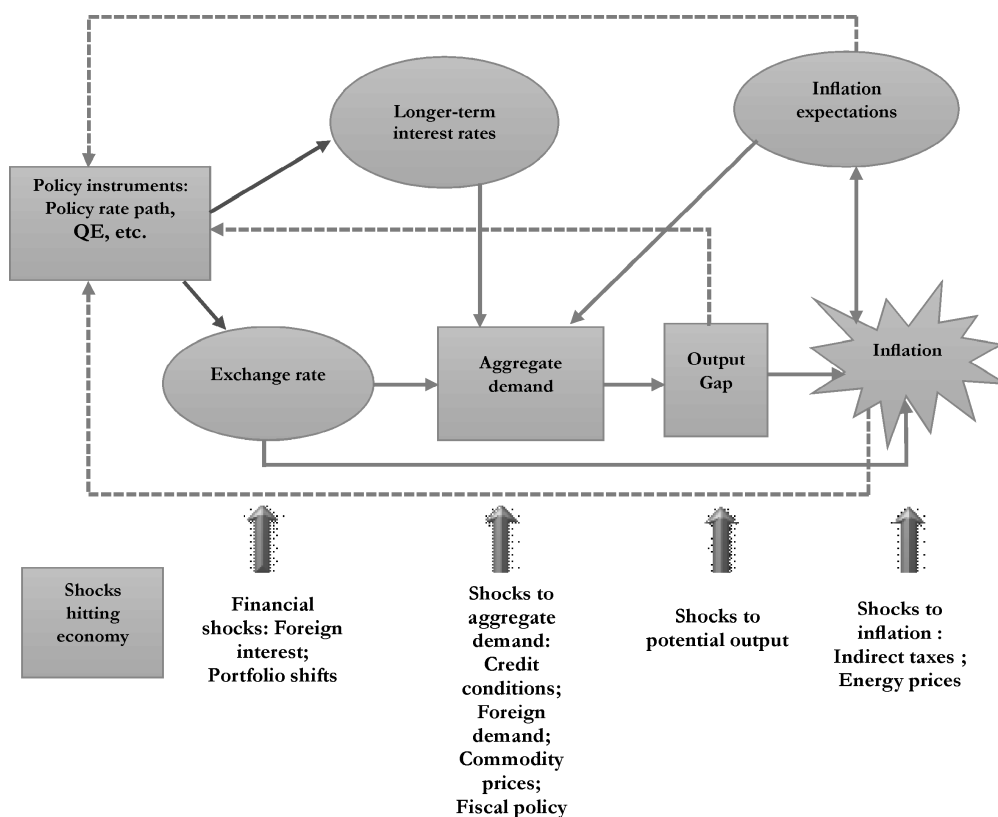 Longer-term
interest rates
Inflation
expectations
Policy instruments:
Policy rate path,
QE, etc.
Exchange rate
Aggregate
demand
Output
Gap
Inflation
Shocks
hitting
economy
Financial
shocks: Foreign
interest;
Portfolio shifts
Shocks to
aggregate
demand:
Credit
conditions;
Foreign
demand;
Commodity
prices;
Fiscal policy
Shocks to
potential output
Shocks to
inflation :
Indirect taxes ;
Energy prices